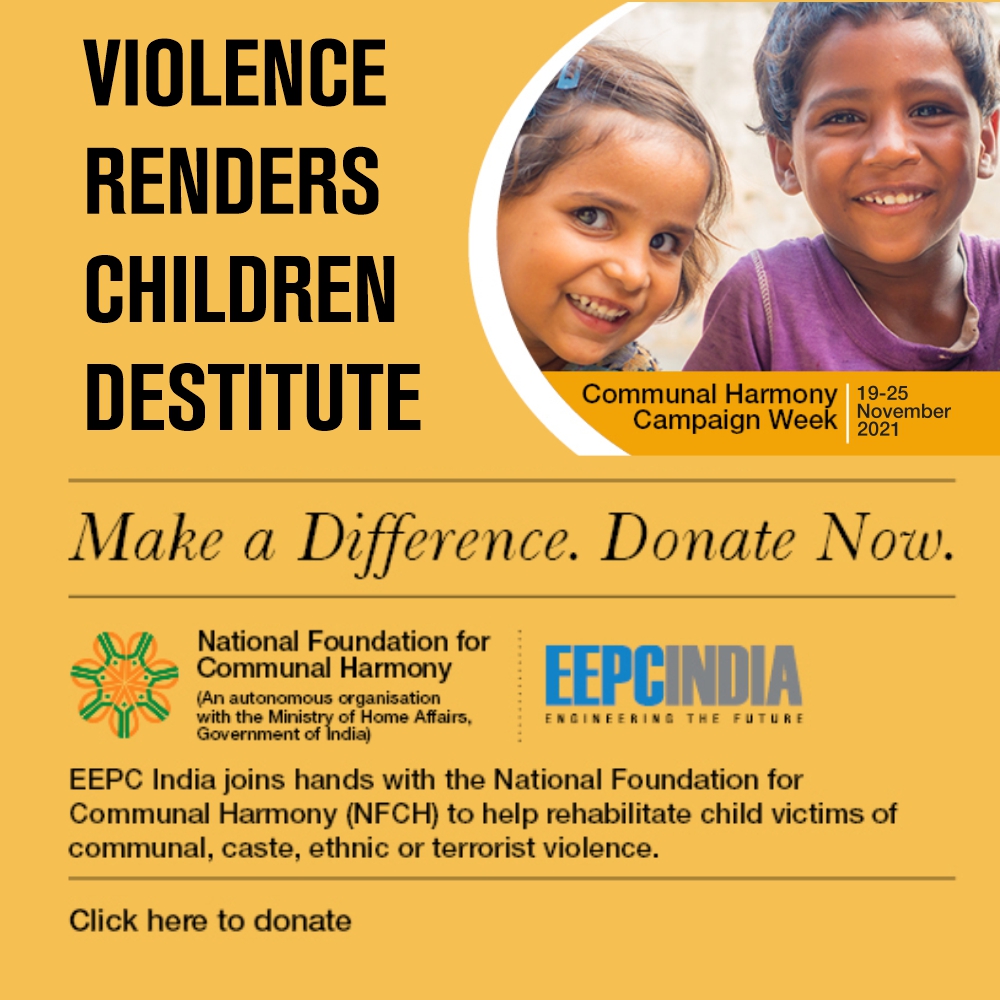 VIOLENCE
RENDERS
CHILDREN
DESTITUTE
Communal Harmony
Campaign Week
19-25
November
2021
Make a Difference. Donate Now.
National Foundation for
Communal Harmony
(An autonomous organisation
with the Ministry of Home Affairs,
Government of India)
EEPCINDIA
ENGINEERING THE FUTURE
EEPC India joins hands with the National Foundation for
Communal Harmony (NFCH) to help rehabilitate child victims of
communal, caste, ethnic or terrorist violence.
Click here to donate